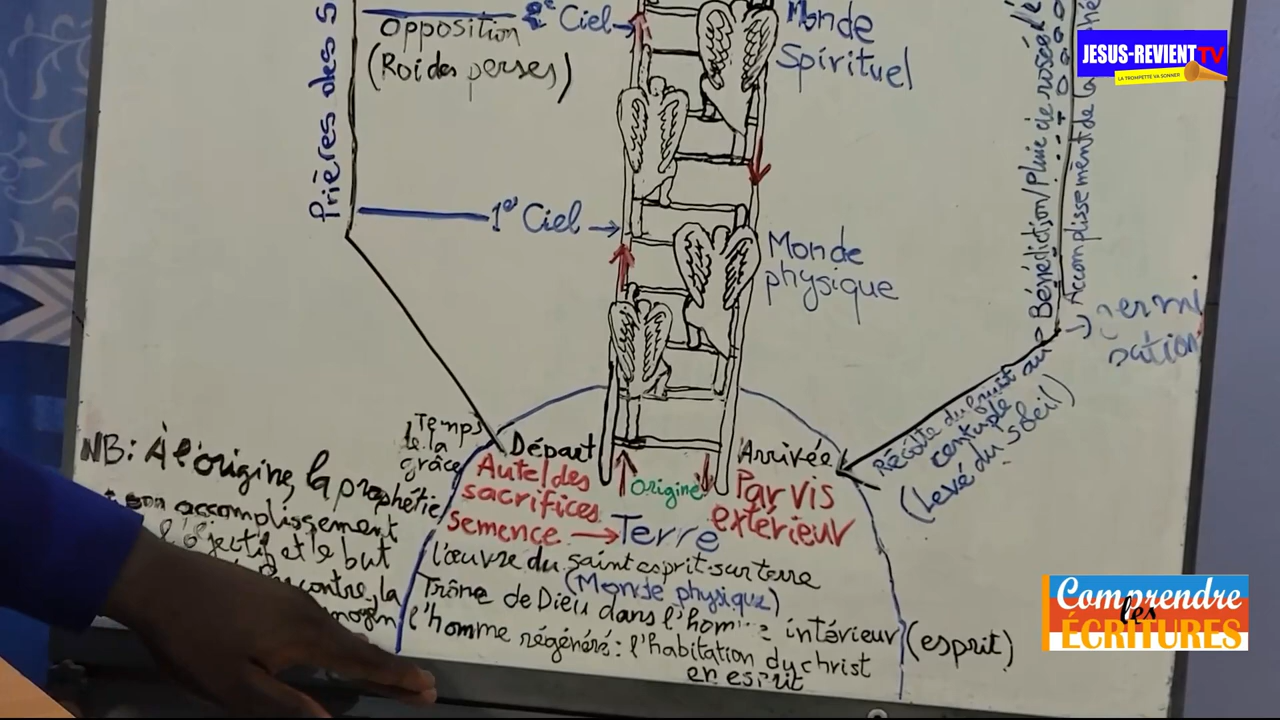 Prières des S
2e Ciel
opposition
(Roi des perses)
Monde
Spirituel
1er Ciel
Monde
physique
Bénédiction/Pluie de
Accomplissement de la
sation
Récolte du fruit au
centuple
(Levé du soleil)
JESUS-REVIENT TV
LA TROMPETTE VA SONNER
Temps
de la
grâce
Départ
Autel des
sacrifices
semence
origine
Arrivée
Parvis
extérieur
Terre
l'œuvre du saint esprit sur terre
(Monde physique)
Trône de Dieu dans l'homme intérieur (esprit)
l'homme régénéré: l'habitation du christ
en esprit
NB: À l'origine, la prophétie
son accomplissement
l'objectif et le but
contre, la
Comprendre
les
ÉCRITURES